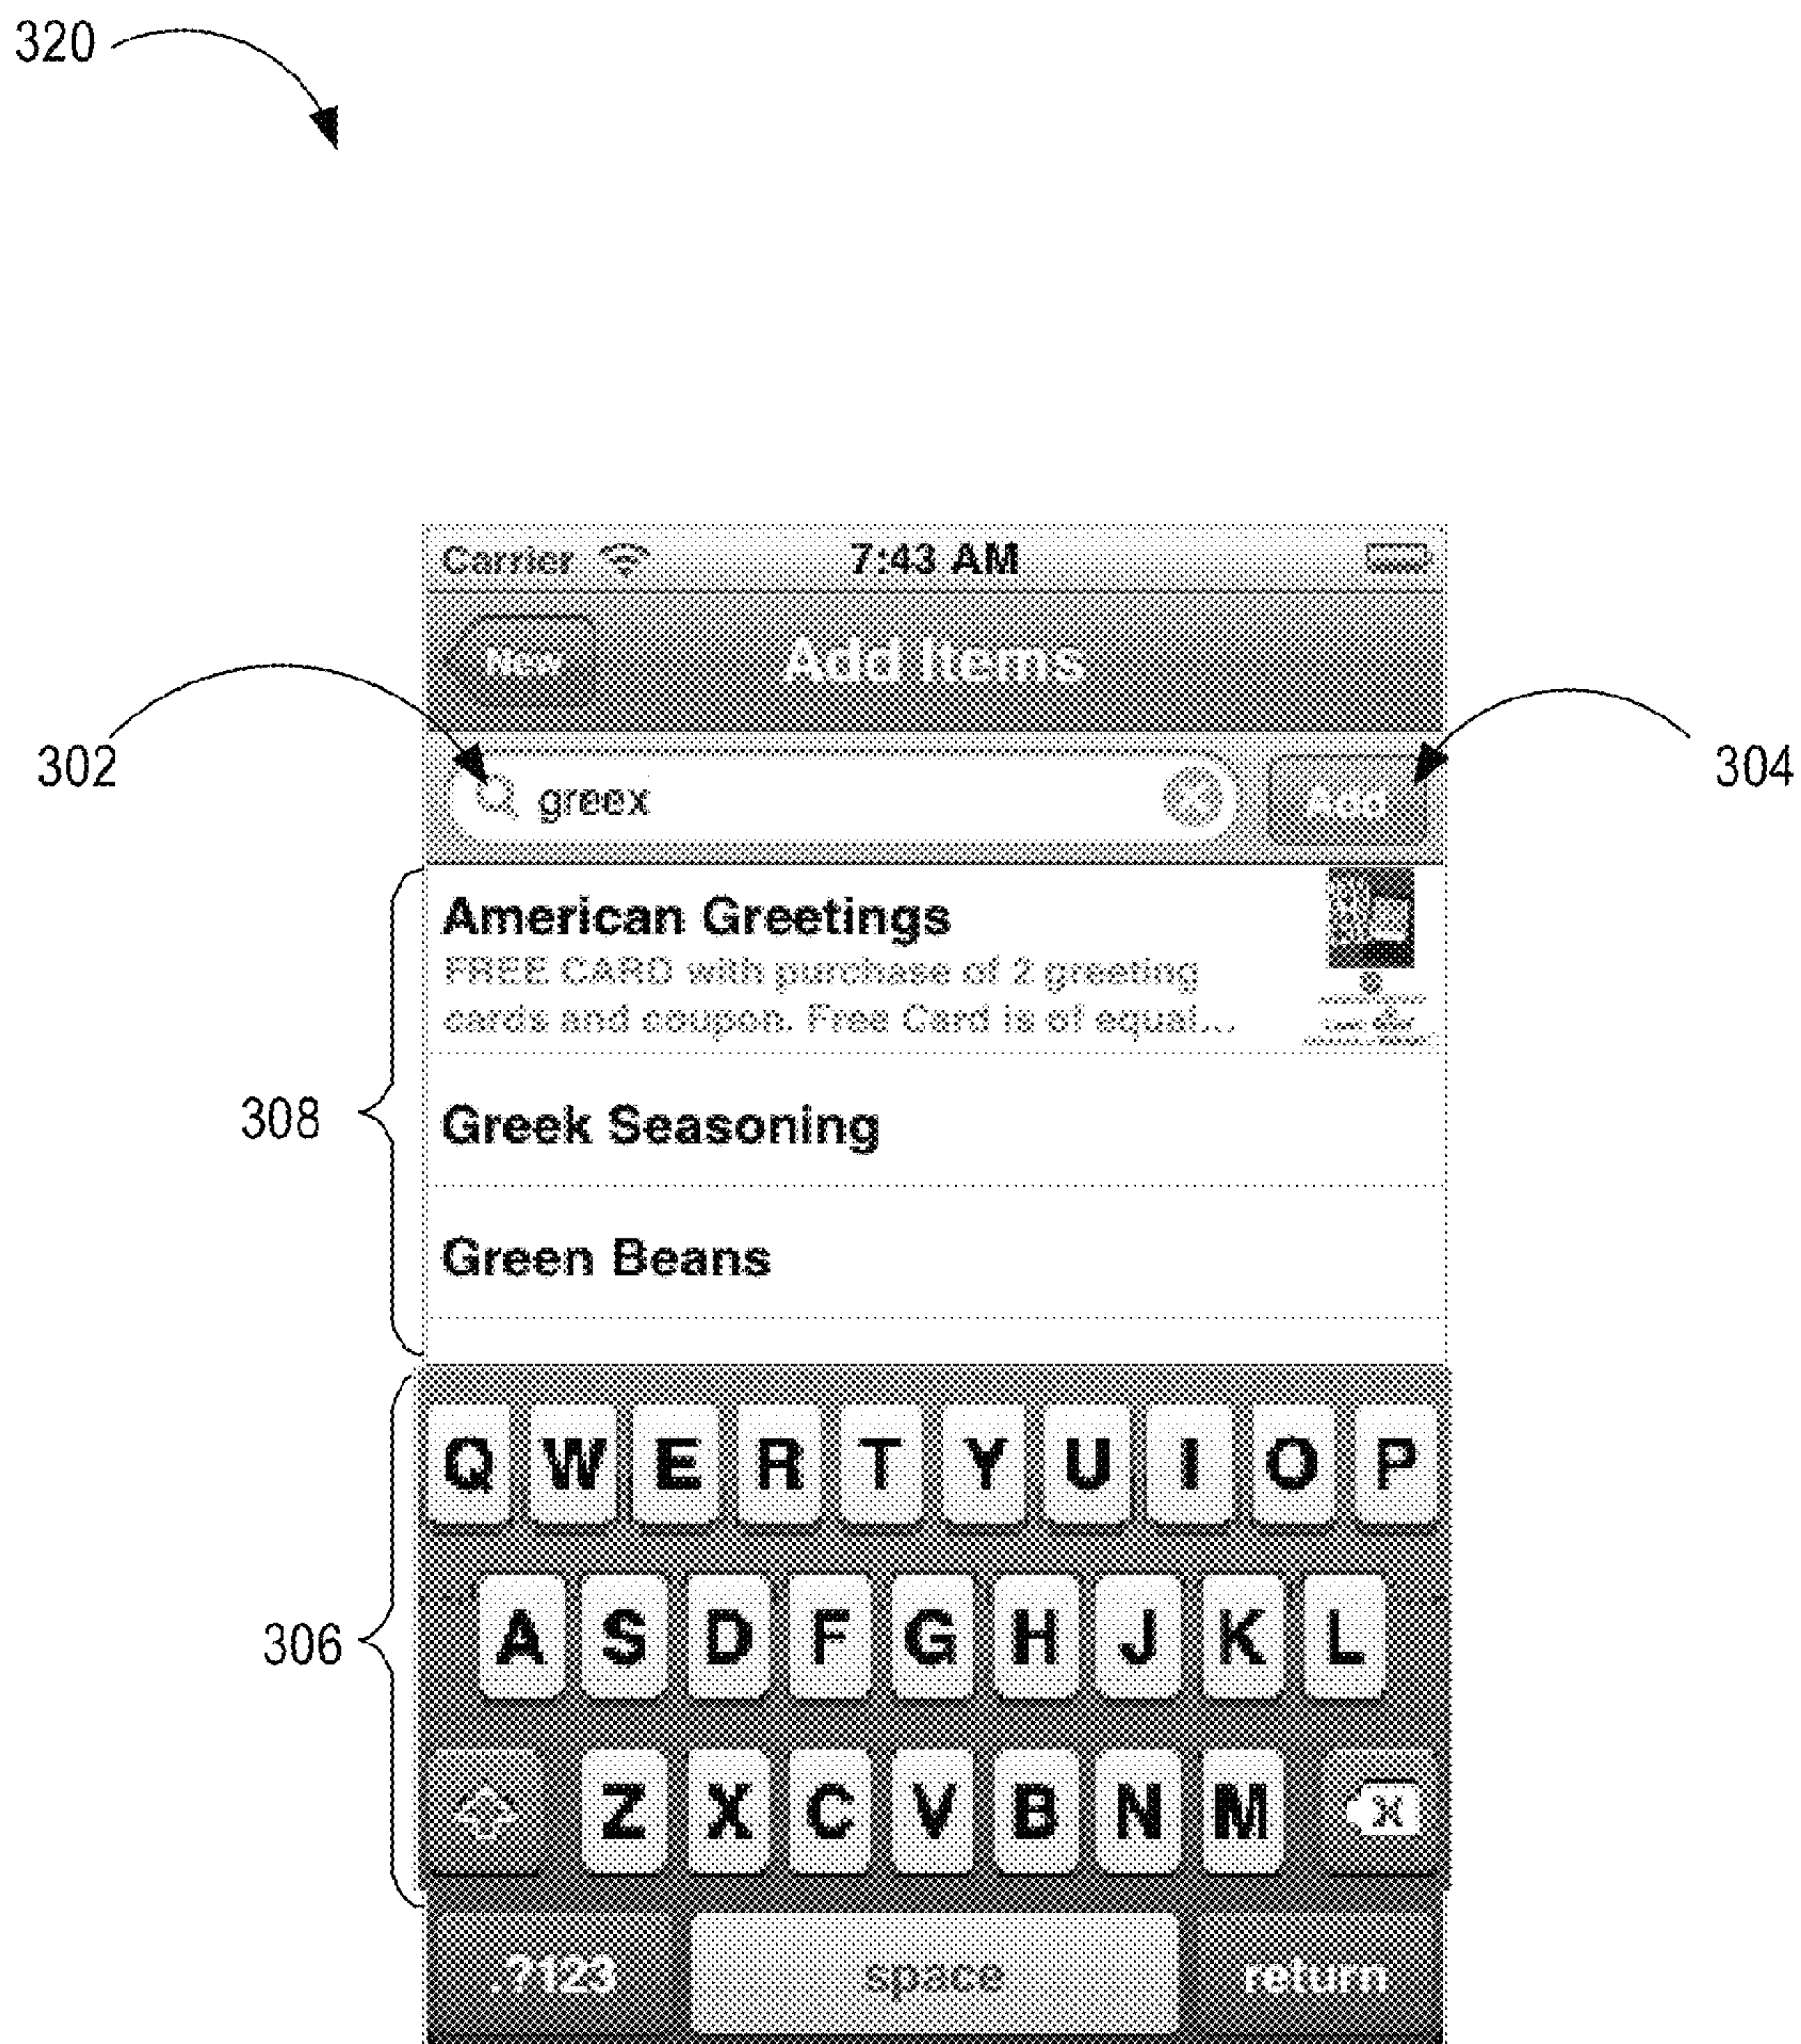 320
Carrier 7:43 AM
New Add Items
302
304
greex Add
American Greetings
FREE CARD with purchase of 2 greeting
cards and coupon. Free Card is of equal...
308
Greek Seasoning
Green Beans
Q W E R T Y U I O P
306
A S D F G H J K L
Z X C V B N M
.?123 space return